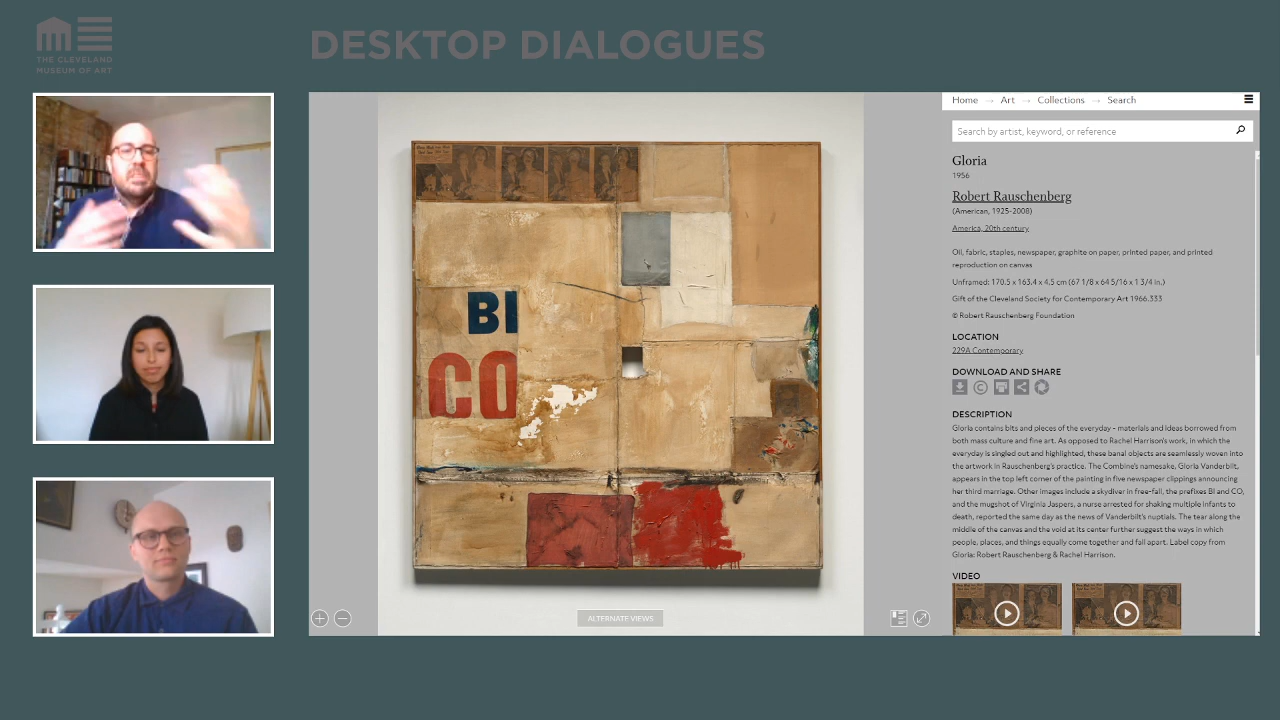 THE CLEVELAND
MUSEUM OF ART
DESKTOP DIALOGUES
BI
CO
ALTERNATE VIEWS
Home → Art → Collections → Search
Search by artist, keyword, or reference
Gloria
1956
Robert Rauschenberg
(American, 1925-2008)
America, 20th century
Oil, fabric, staples, newspaper, graphite on paper, printed paper, and printed
reproduction on canvas
Unframed: 170.5 x 163.4 x 4.5 cm (67 1/8 x 64 5/16 x 1 3/4 in.)
Gift of the Cleveland Society for Contemporary Art 1966.333
© Robert Rauschenberg Foundation
LOCATION
229A Contemporary
DOWNLOAD AND SHARE
DESCRIPTION
Gloria contains bits and pieces of the everyday - materials and ideas borrowed from
both mass culture and fine art. As opposed to Rachel Harrison's work, in which the
everyday is singled out and highlighted, these banal objects are seamlessly woven into
the artwork in Rauschenberg's practice. The Combine's namesake, Gloria Vanderbilt,
appears in the top left corner of the painting in five newspaper clippings announcing
her third marriage. Other images include a skydiver in free-fall, the prefixes BI and CO,
and the mugshot of Virginia Jaspers, a nurse arrested for shaking multiple infants to
death, reported the same day as the news of Vanderbilt's nuptials. The tear along the
middle of the canvas and the void at its center further suggest the ways in which
people, places, and things equally come together and fall apart. Label copy from
Gloria: Robert Rauschenberg & Rachel Harrison.
VIDEO